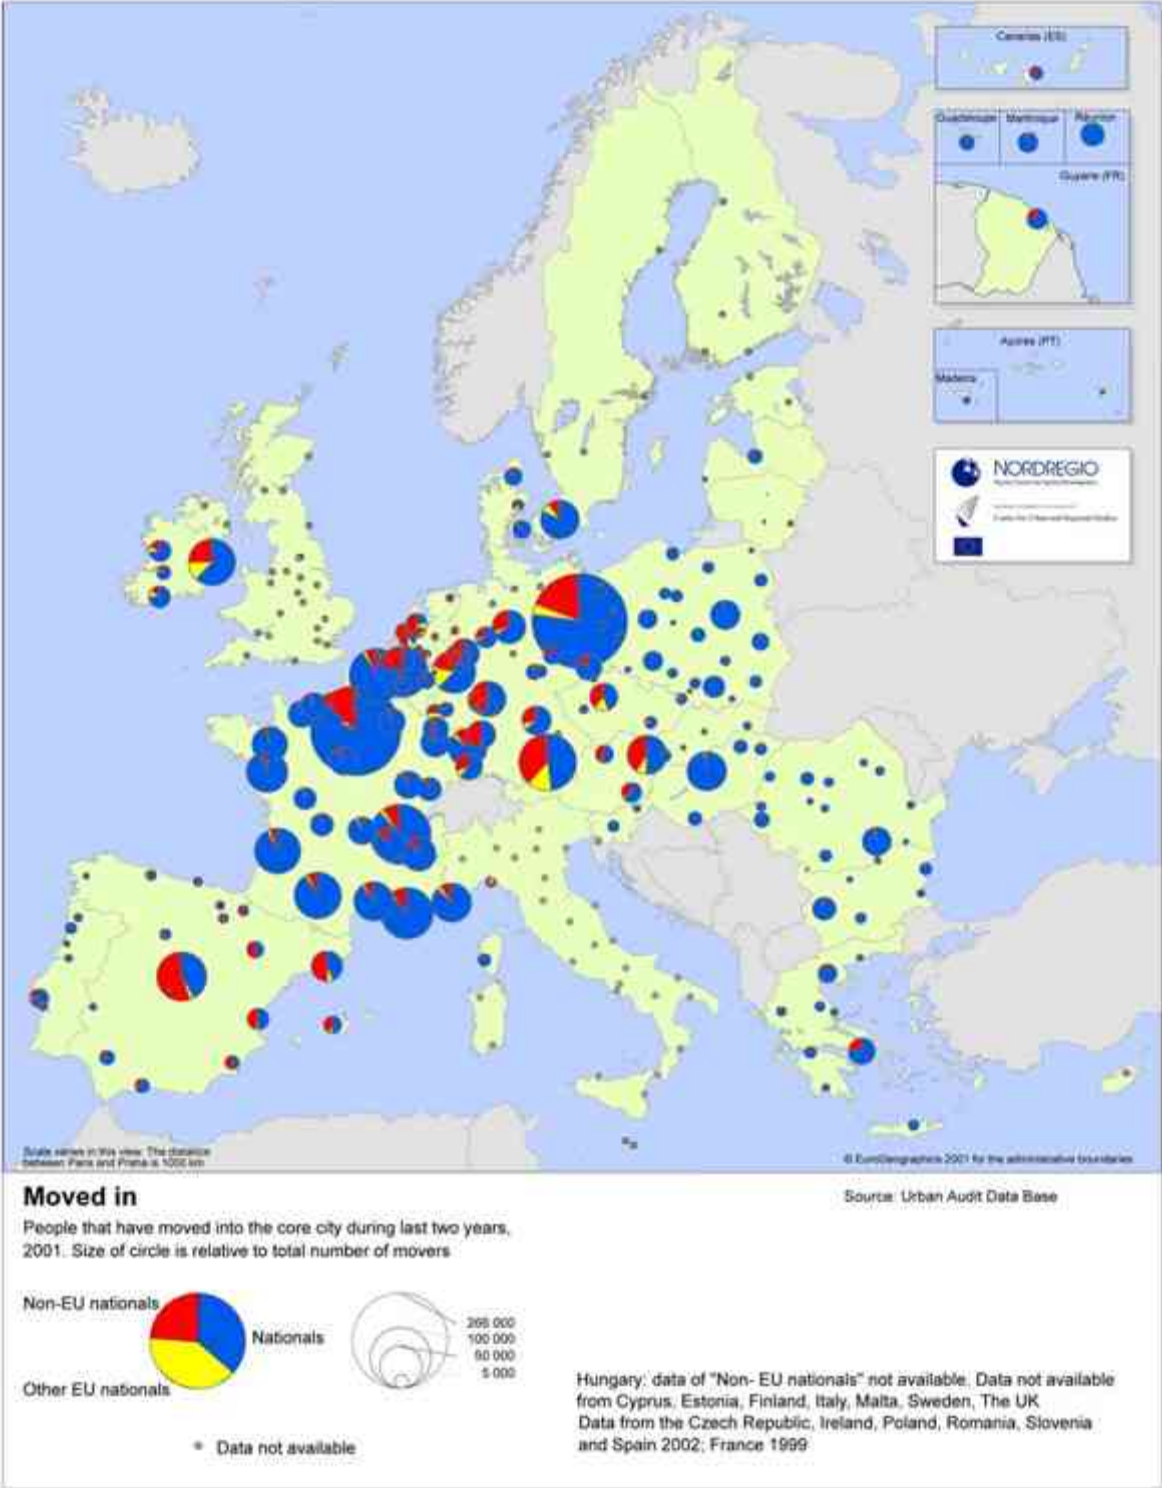 Canarias (ES)
Guadeloupe Martinique Réunion
Guyane (FR)
Açores (PT)
Madeira
NORDREGIO
Scale varies in this view. The distance
between Paris and Praha is 1000 km
© EuroGeographics 2001 for the administrative boundaries
Moved in
Source: Urban Audit Data Base
People that have moved into the core city during last two years,
2001. Size of circle is relative to total number of movers
Non-EU nationals
Nationals
Other EU nationals
266 000
100 000
50 000
5 000
Data not available
Hungary: data of "Non- EU nationals" not available. Data not available
from Cyprus, Estonia, Finland, Italy, Malta, Sweden, The UK
Data from the Czech Republic, Ireland, Poland, Romania, Slovenia
and Spain 2002; France 1999